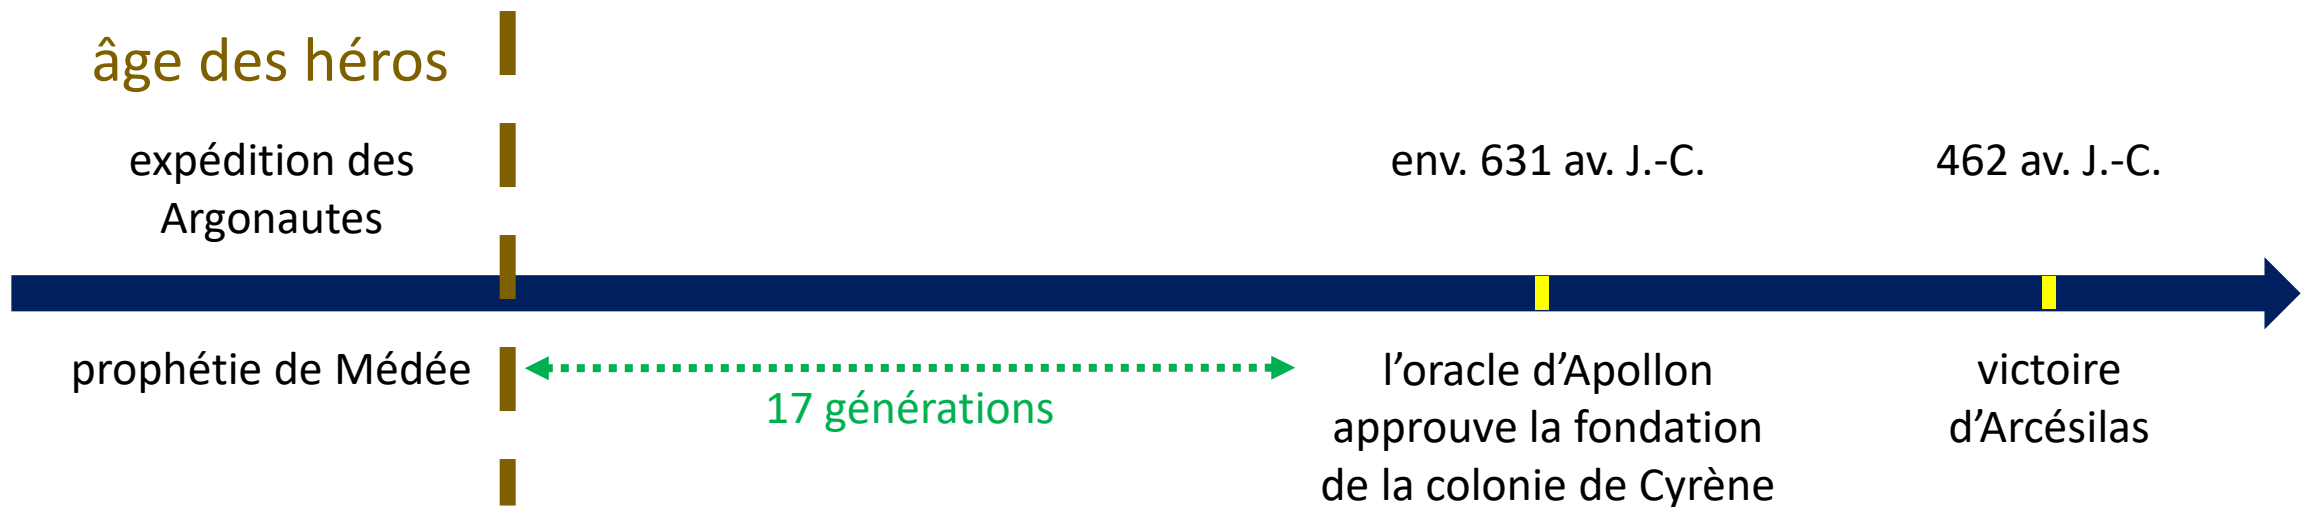 âge des héros
expédition des
Argonautes
env. 631 av. J.-C.
462 av. J.-C.
prophétie de Médée
17 générations
l’oracle d’Apollon
approuve la fondation
de la colonie de Cyrène
victoire
d’Arcésilas